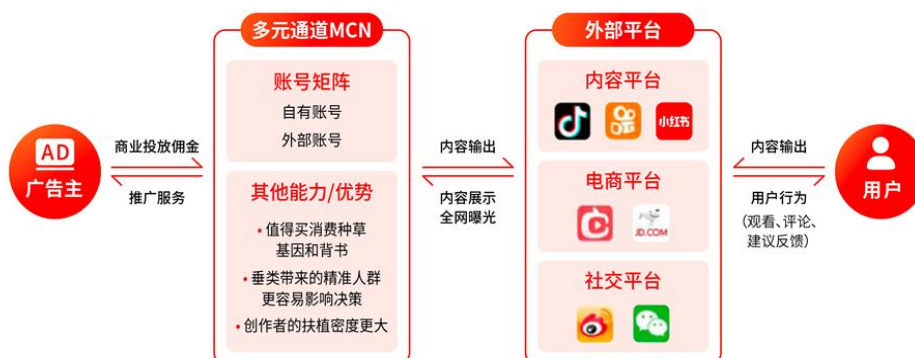 多元通道MCN
外部平台
账号矩阵
自有账号
外部账号
其他能力/优势
• 值得买消费种草
基因和背书
• 垂类带来的精准人群
更容易影响决策
• 创作者的扶植密度更大
AD
广告主
商业投放佣金
推广服务
内容输出
内容展示
全网曝光
内容平台
小红书
电商平台
JD.COM
社交平台
内容输出
用户行为
(观看、评论、
建议反馈)
用户